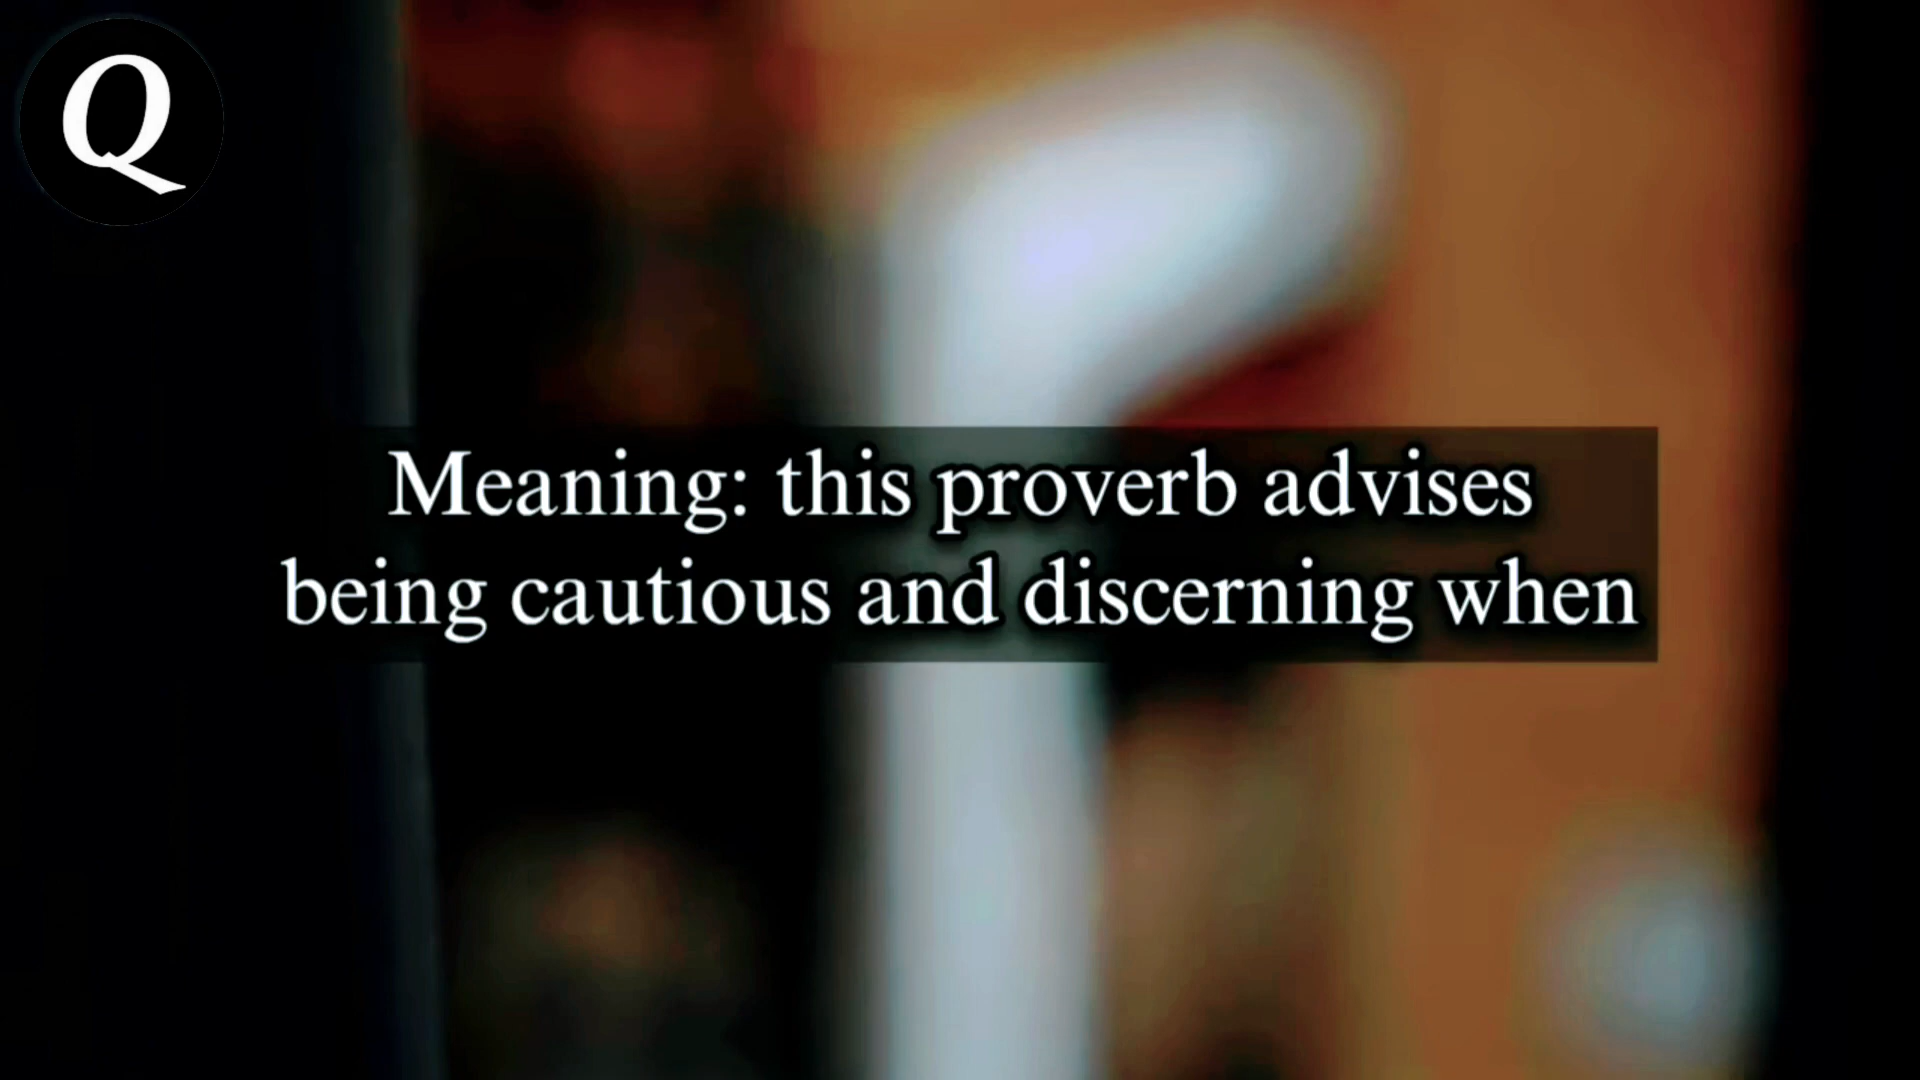 Q
Meaning: this proverb advises
being cautious and discerning when